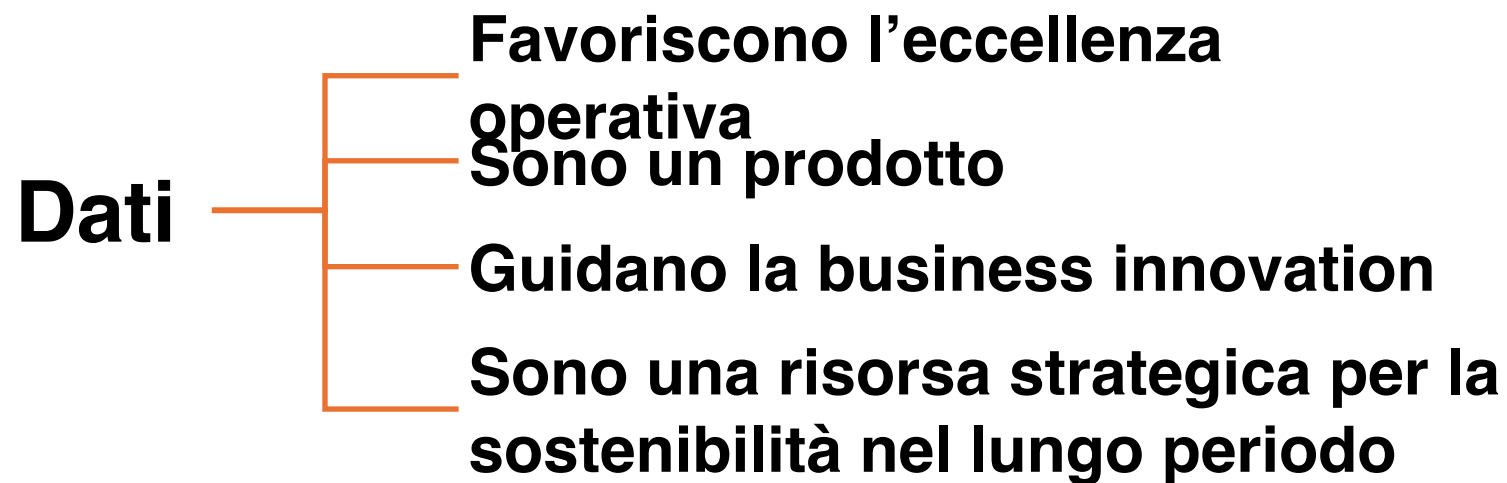 Dati
Favoriscono l’eccellenza
operativa
Sono un prodotto
Guidano la business innovation
Sono una risorsa strategica per la
sostenibilità nel lungo periodo